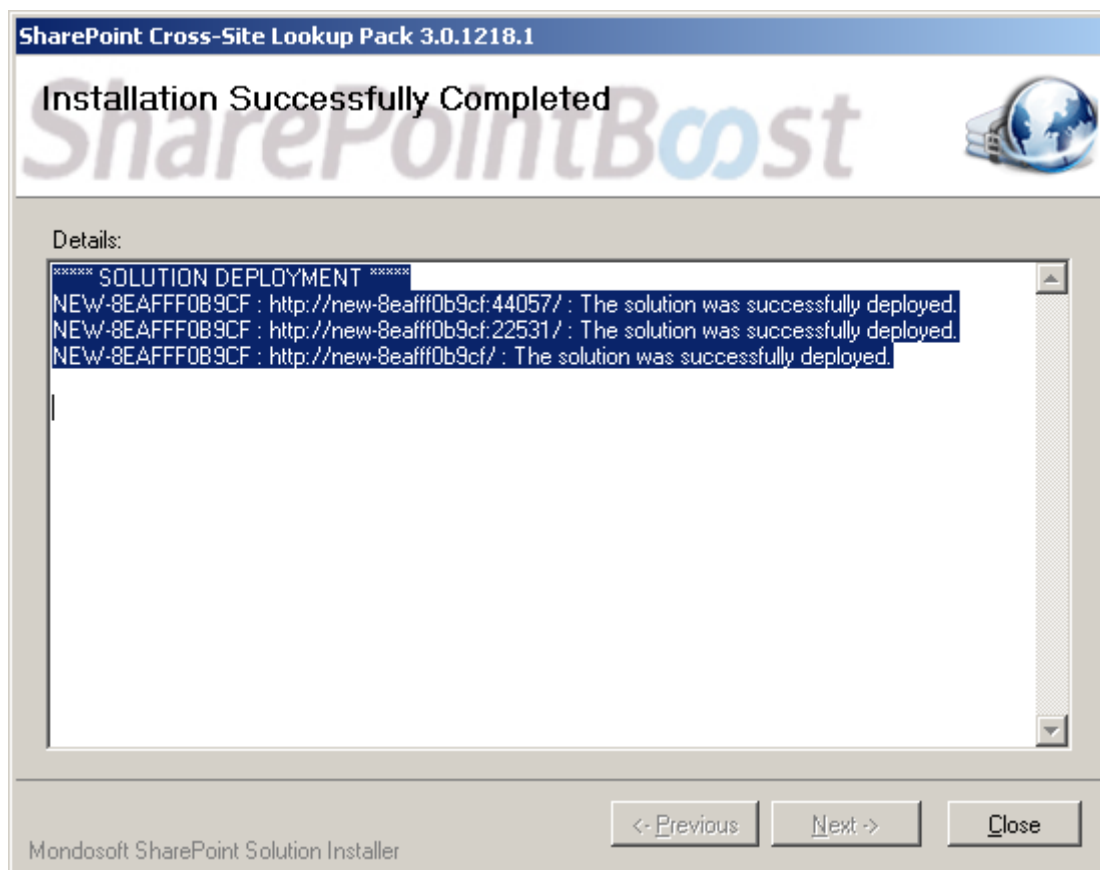 SharePoint Cross-Site Lookup Pack 3.0.1218.1
Installation Successfully Completed
SharePointBoost
Details:
***** SOLUTION DEPLOYMENT *****
NEW-8EAFFF0B9CF : http://new-8eafff0b9cf:44057/ : The solution was successfully deployed.
NEW-8EAFFF0B9CF : http://new-8eafff0b9cf:22531/ : The solution was successfully deployed.
NEW-8EAFFF0B9CF : http://new-8eafff0b9cf/ : The solution was successfully deployed.
<- Previous Next -> Close
Mondosoft SharePoint Solution Installer